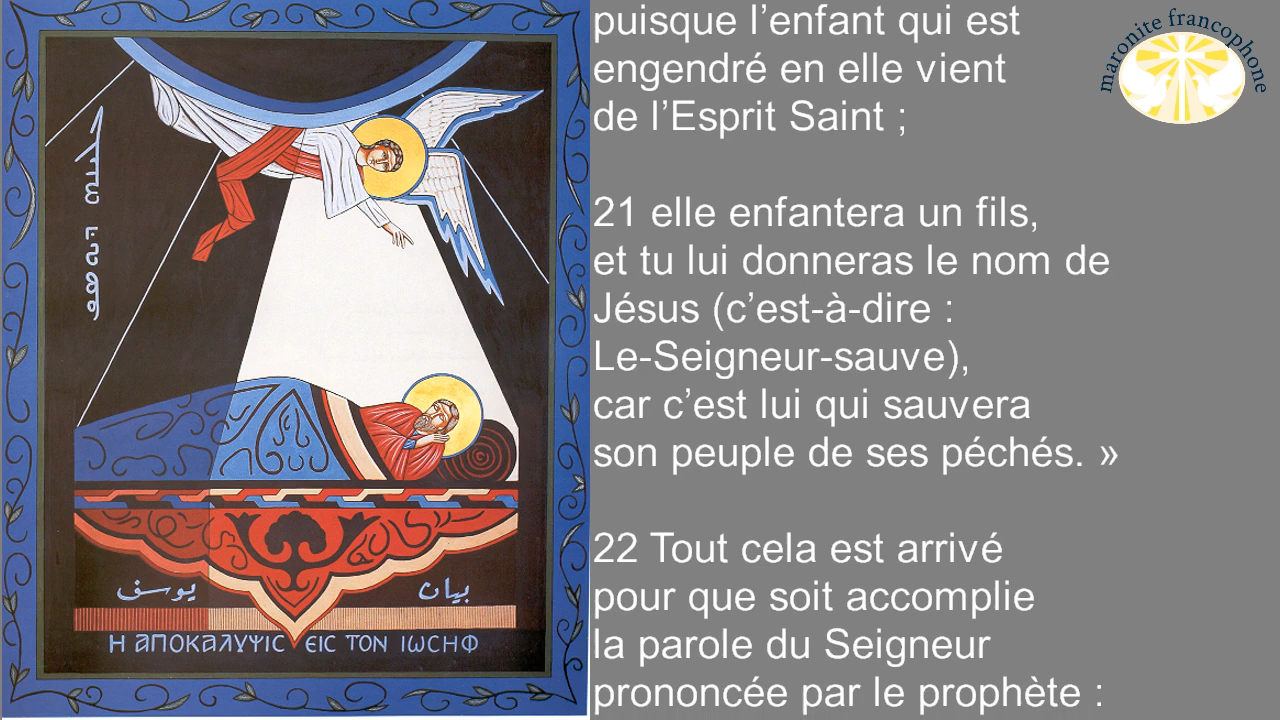 puisque l’enfant qui est
engendré en elle vient
de l’Esprit Saint ;
21 elle enfantera un fils,
et tu lui donneras le nom de
Jésus (c’est-à-dire :
Le-Seigneur-sauve),
car c’est lui qui sauvera
son peuple de ses péchés. »
22 Tout cela est arrivé
pour que soit accomplie
la parole du Seigneur
prononcée par le prophète :
maronite francophone
بيان يوسف
Η ΑΠΟΚΑΛΥΨΙΣ ΕΙΣ ΤΟΝ ΙΩΣΗΦ